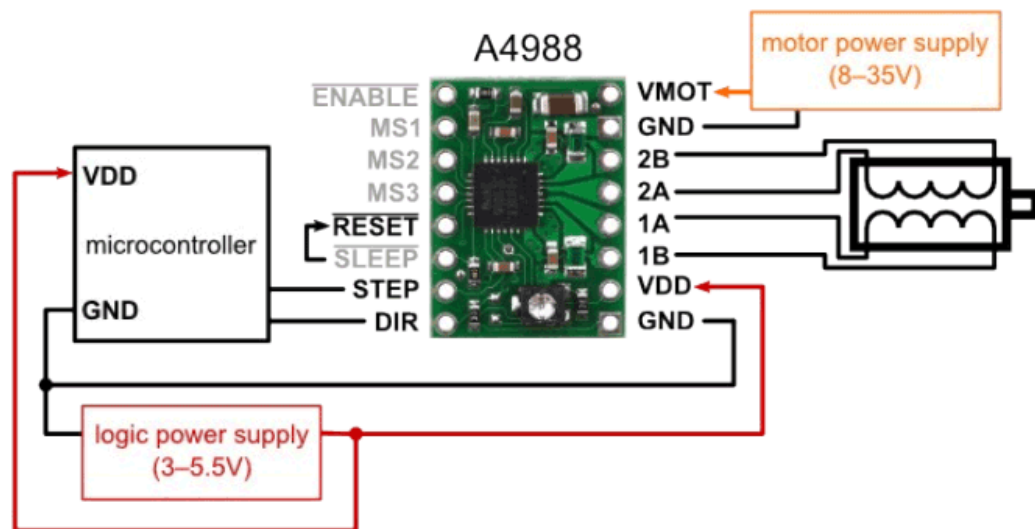 A4988
motor power supply
(8–35V)
ENABLE
VMOT
MS1
GND
MS2
2B
VDD
MS3
2A
microcontroller
RESET
1A
SLEEP
1B
STEP
VDD
GND
DIR
GND
logic power supply
(3–5.5V)